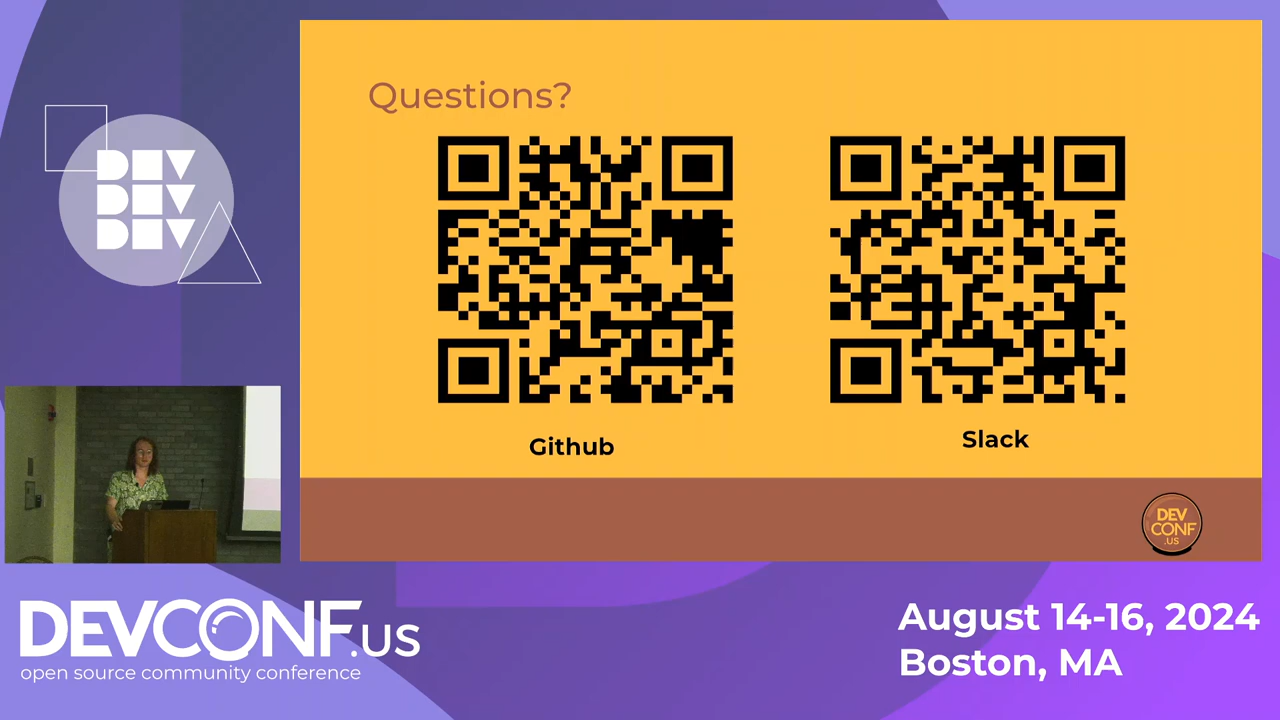 DEV
DEV
DEV
Questions?
Github
Slack
DEV
CONF
.US
DEVCONF.us
open source community conference
August 14-16, 2024
Boston, MA